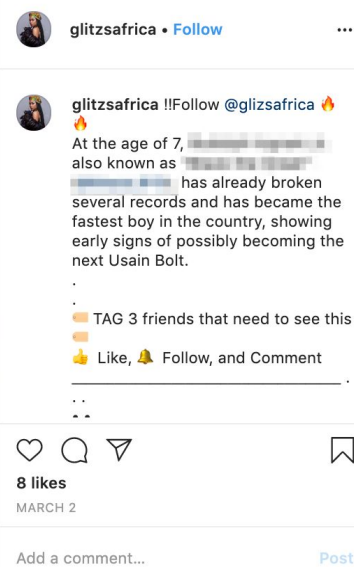 glitzsafrica • Follow
glitzsafrica !!Follow @glizsafrica 🔥
🔥
At the age of 7,
also known as "
has already broken
several records and has became the
fastest boy in the country, showing
early signs of possibly becoming the
next Usain Bolt.
.
.
🏷️ TAG 3 friends that need to see this
🏷️
👍 Like, 🔔 Follow, and Comment
______________________________ .
. .
8 likes
MARCH 2
Add a comment...
Post